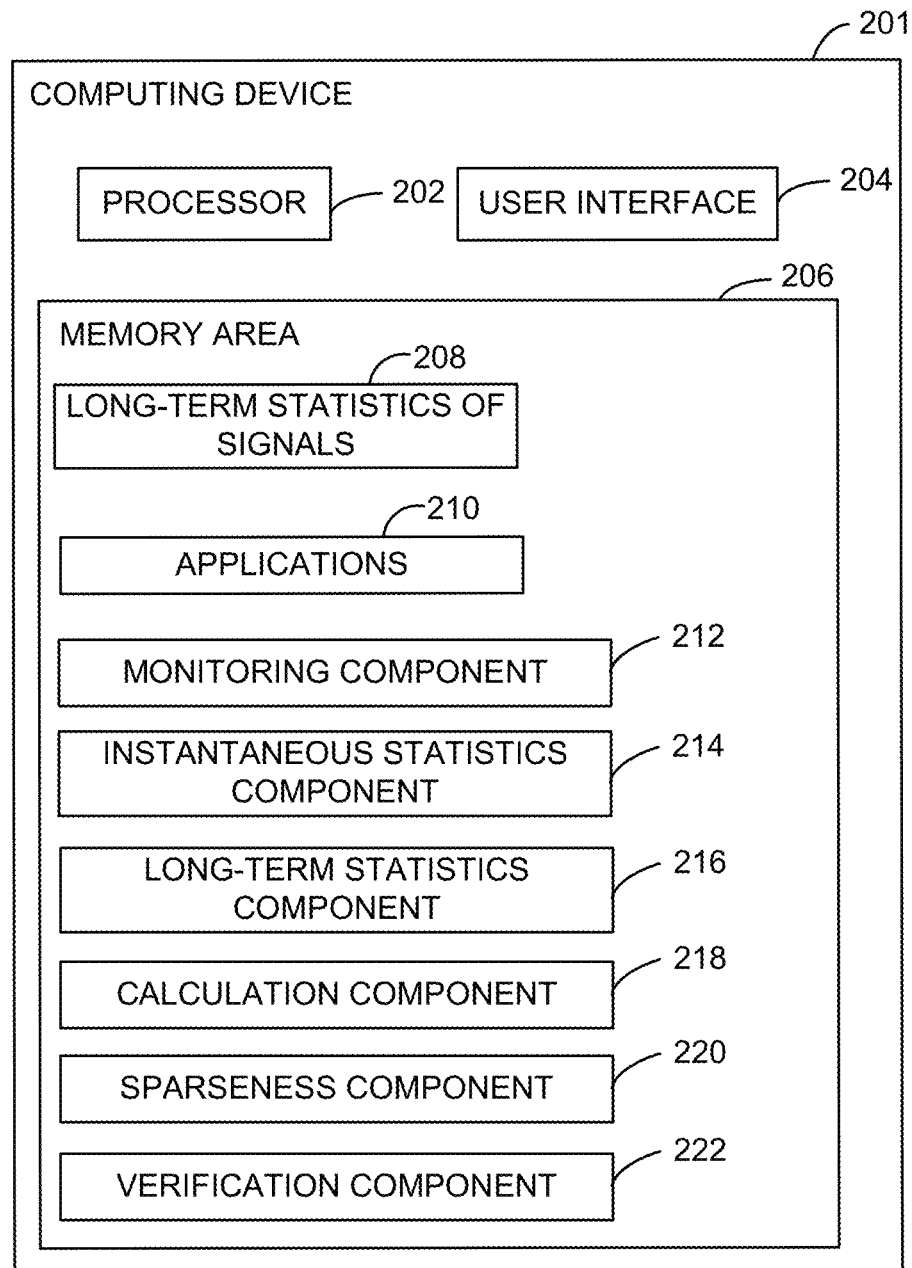 201
COMPUTING DEVICE
PROCESSOR
202
USER INTERFACE
204
206
MEMORY AREA
208
LONG-TERM STATISTICS OF
SIGNALS
210
APPLICATIONS
MONITORING COMPONENT
212
INSTANTANEOUS STATISTICS
COMPONENT
214
LONG-TERM STATISTICS
COMPONENT
216
CALCULATION COMPONENT
218
SPARSENESS COMPONENT
220
VERIFICATION COMPONENT
222